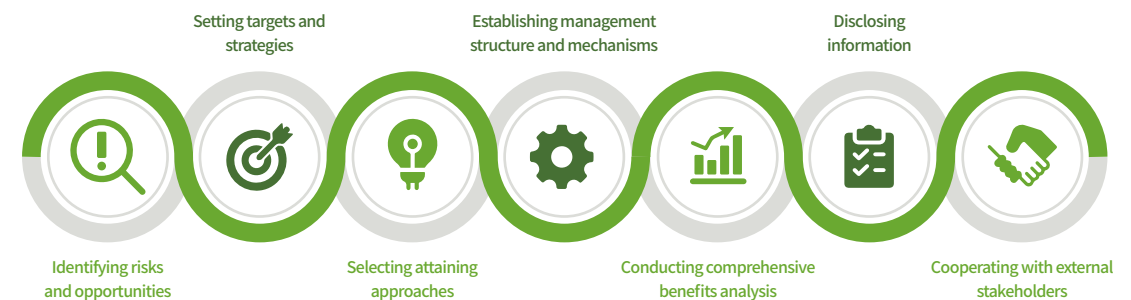 Setting targets and
strategies
Establishing management
structure and mechanisms
Disclosing
information
Identifying risks
and opportunities
Selecting attaining
approaches
Conducting comprehensive
benefits analysis
Cooperating with external
stakeholders